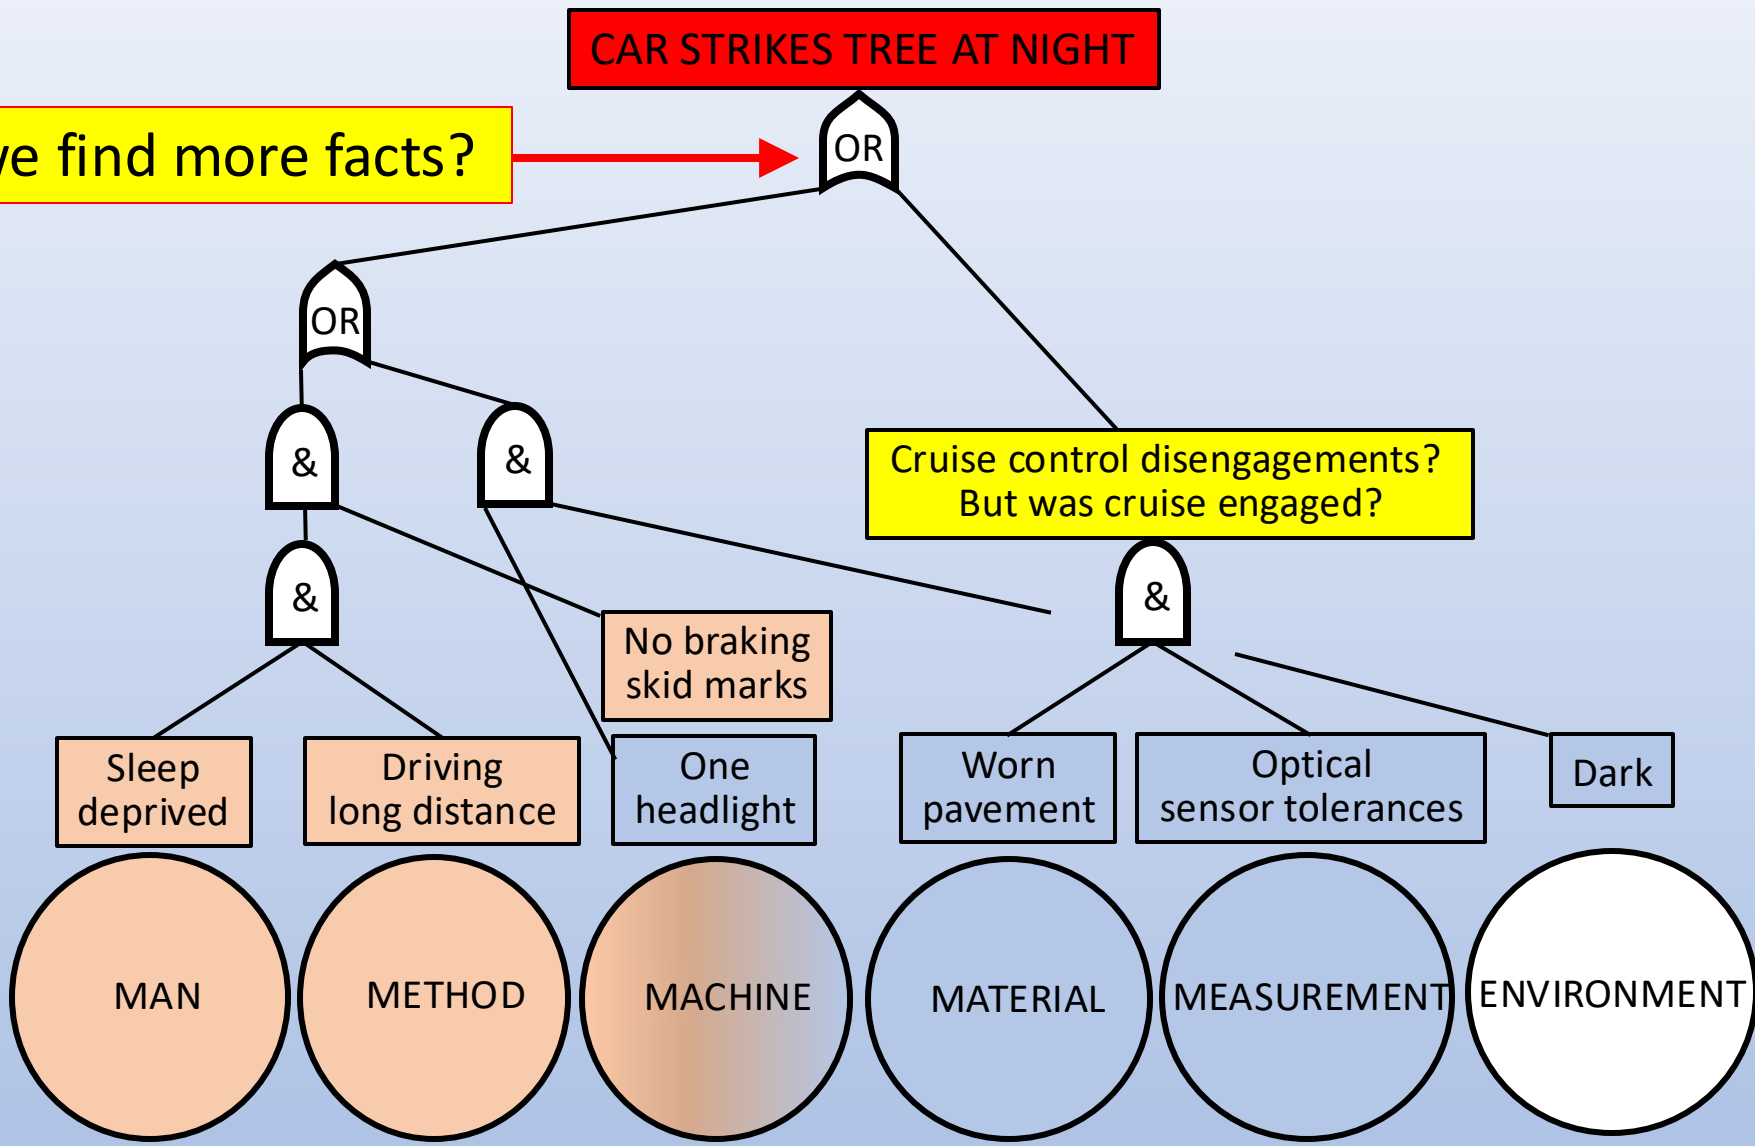 CAR STRIKES TREE AT NIGHT
find more facts?
OR
OR
&
&
Cruise control disengagements?
But was cruise engaged?
&
&
No braking
skid marks
Sleep
deprived
Driving
long distance
One
headlight
Worn
pavement
Optical
sensor tolerances
Dark
MAN
METHOD
MACHINE
MATERIAL
MEASUREMENT
ENVIRONMENT